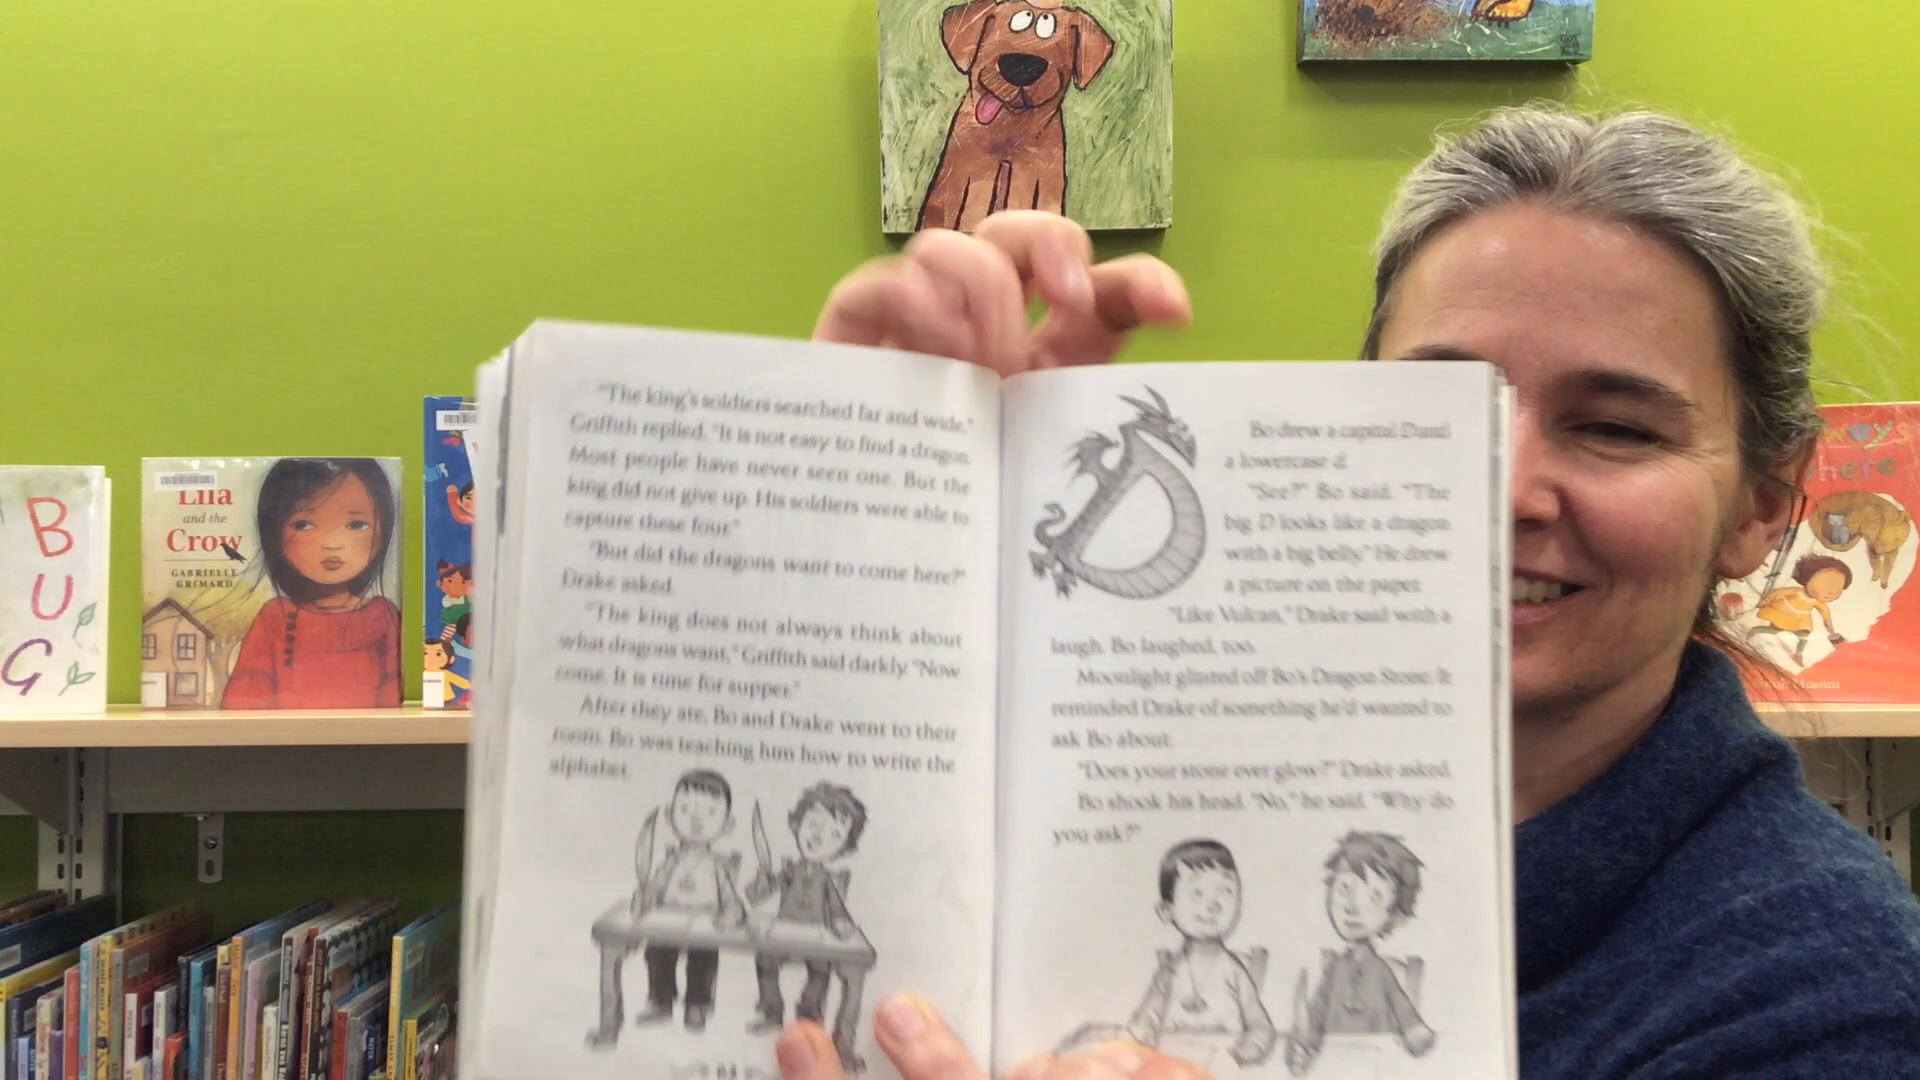 B
U
G
Lila
and the
Crow
GABRIELLE
GRIMARD
"The king's soldiers searched far and wide,"
Griffith replied. "It is not easy to find a dragon.
Most people have never seen one. But the
king did not give up. His soldiers were able to
capture these four."
"But did the dragons want to come here?"
Drake asked.
"The king does not always think about
what dragons want," Griffith said darkly. "Now
come. It is time for supper."
After they ate, Bo and Drake went to their
room. Bo was teaching him how to write the
alphabet.
Bo drew a capital D and
a lowercase d.
"See?" Bo said. "The
big D looks like a dragon
with a big belly." He drew
a picture on the paper.
"Like Vulcan," Drake said with a
laugh. Bo laughed, too.
Moonlight glinted off Bo's Dragon Stone. It
reminded Drake of something he'd wanted to
ask Bo about.
"Does your stone ever glow?" Drake asked.
Bo shook his head. "No," he said. "Why do
you ask?"